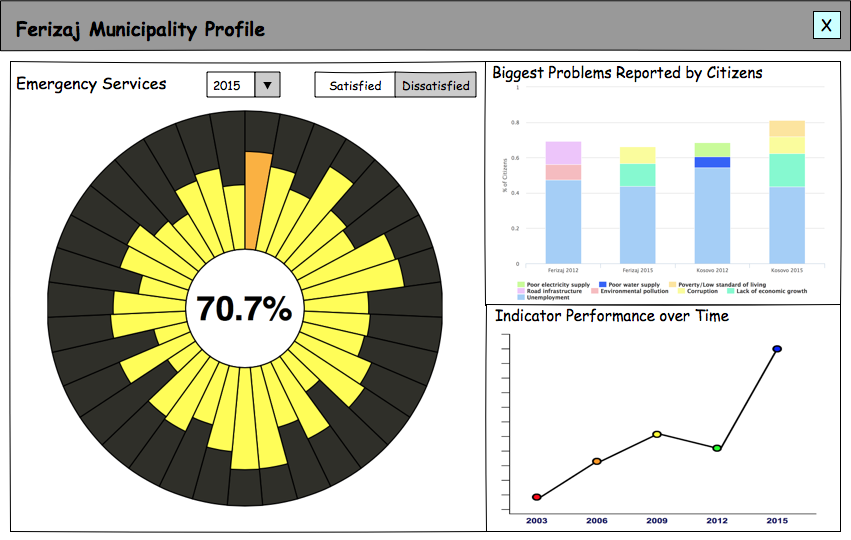 Ferizaj Municipality Profile
X
Emergency Services
2015
Satisfied
Dissatisfied
70.7%
Biggest Problems Reported by Citizens
1
0.8
0.6
0.4
0.2
0
% of Citizens
Ferizaj 2012
Ferizaj 2015
Kosovo 2012
Kosovo 2015
Poor electricity supply
Poor water supply
Poverty/Low standard of living
Road infrastructure
Environmental pollution
Corruption
Lack of economic growth
Unemployment
Indicator Performance over Time
2003
2006
2009
2012
2015